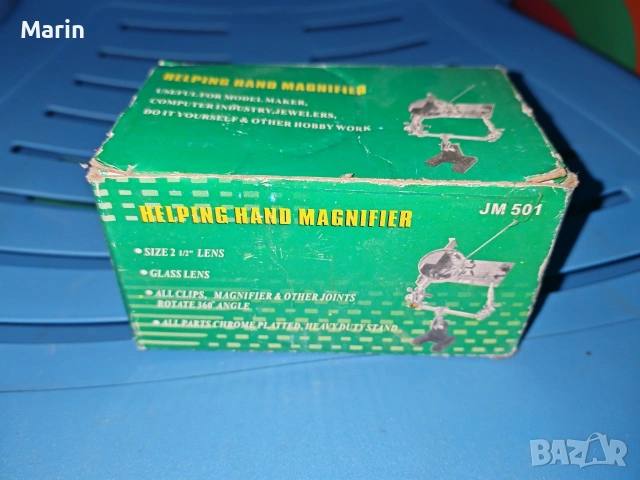 Marin
HELPING HAND MAGNIFIER
USEFUL FOR MODEL MAKER,
COMPUTER INDUSTRY,JEWELERS,
DO IT YOURSELF & OTHER HOBBY WORK
HELPING HAND MAGNIFIER
JM 501
• SIZE 2 1/2" LENS
• GLASS LENS
• ALL CLIPS, MAGNIFIER & OTHER JOINTS
ROTATE 360° ANGLE
• ALL PARTS CHROME PLATTED, HEAVY DUTY STAND
BAZAR